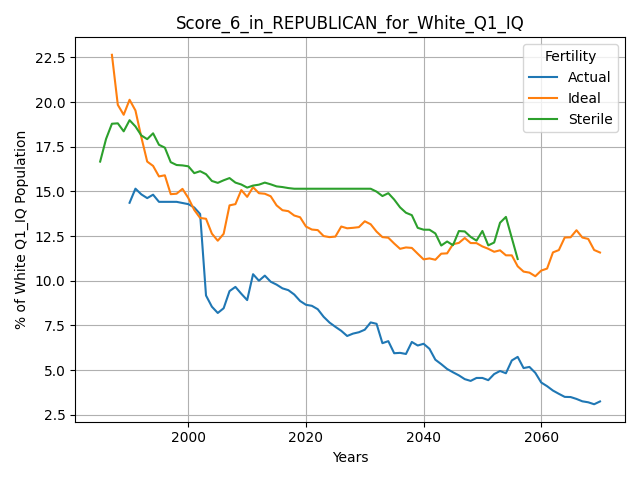 Score_6_in_REPUBLICAN_for_White_Q1_IQ
Fertility
Actual
Ideal
Sterile
% of White Q1_IQ Population
22.5
20.0
17.5
15.0
12.5
10.0
7.5
5.0
2.5
2000
2020
2040
2060
Years